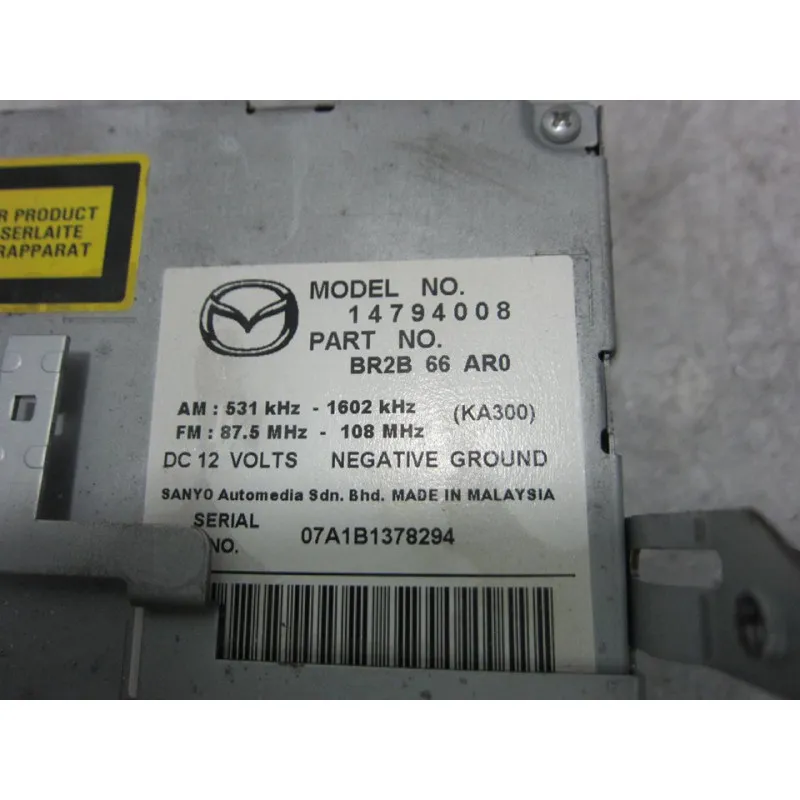 R PRODUCT
SERLAITE
RAPPARAT
MODEL NO.
14794008
PART NO.
BR2B 66 AR0
AM : 531 kHz - 1602 kHz (KA300)
FM : 87.5 MHz - 108 MHz
DC 12 VOLTS NEGATIVE GROUND
SANYO Automedia Sdn. Bhd. MADE IN MALAYSIA
SERIAL
NO. 07A1B1378294